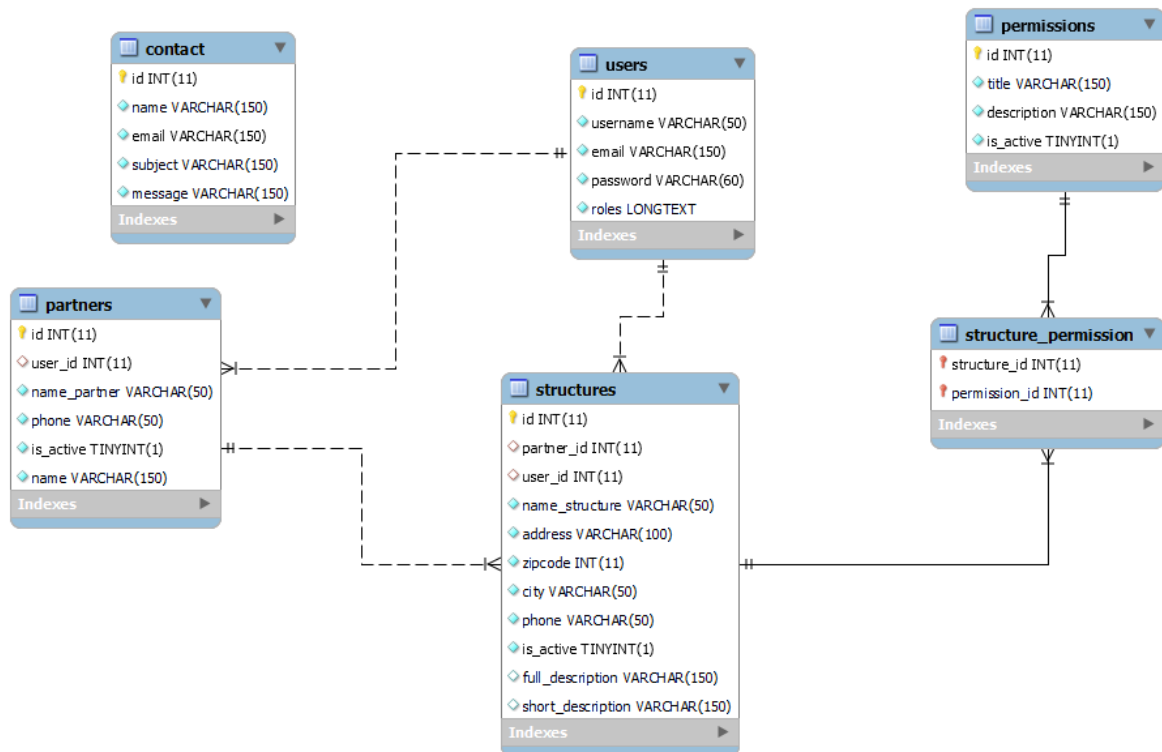 contact
id INT(11)
name VARCHAR(150)
email VARCHAR(150)
subject VARCHAR(150)
message VARCHAR(150)
Indexes
users
id INT(11)
username VARCHAR(50)
email VARCHAR(150)
password VARCHAR(60)
roles LONGTEXT
Indexes
permissions
id INT(11)
title VARCHAR(150)
description VARCHAR(150)
is_active TINYINT(1)
Indexes
partners
id INT(11)
user_id INT(11)
name_partner VARCHAR(50)
phone VARCHAR(50)
is_active TINYINT(1)
name VARCHAR(150)
Indexes
structures
id INT(11)
partner_id INT(11)
user_id INT(11)
name_structure VARCHAR(50)
address VARCHAR(100)
zipcode INT(11)
city VARCHAR(50)
phone VARCHAR(50)
is_active TINYINT(1)
full_description VARCHAR(150)
short_description VARCHAR(150)
Indexes
structure_permission
structure_id INT(11)
permission_id INT(11)
Indexes